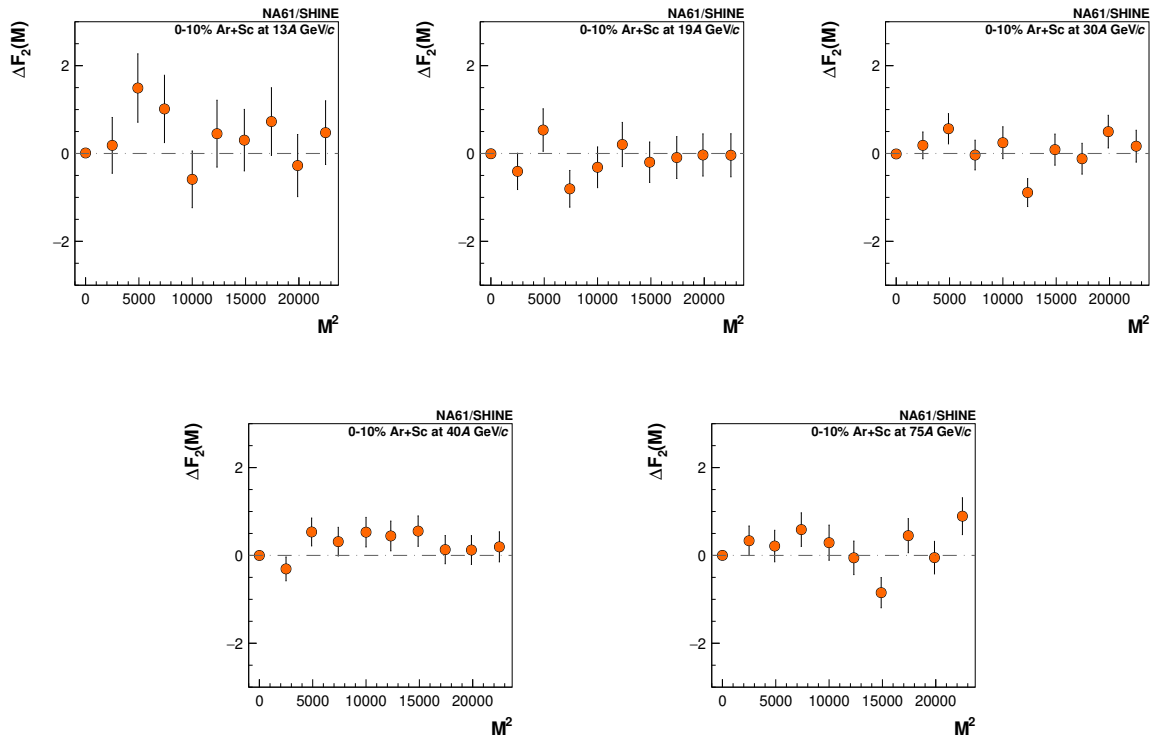 NA61/SHINE
0-10% Ar+Sc at 13A GeV/c
ΔF₂(M)
2
0
−2
0 5000 10000 15000 20000
M²
NA61/SHINE
0-10% Ar+Sc at 19A GeV/c
ΔF₂(M)
2
0
−2
0 5000 10000 15000 20000
M²
NA61/SHINE
0-10% Ar+Sc at 30A GeV/c
ΔF₂(M)
2
0
−2
0 5000 10000 15000 20000
M²
NA61/SHINE
0-10% Ar+Sc at 40A GeV/c
ΔF₂(M)
2
0
−2
0 5000 10000 15000 20000
M²
NA61/SHINE
0-10% Ar+Sc at 75A GeV/c
ΔF₂(M)
2
0
−2
0 5000 10000 15000 20000
M²